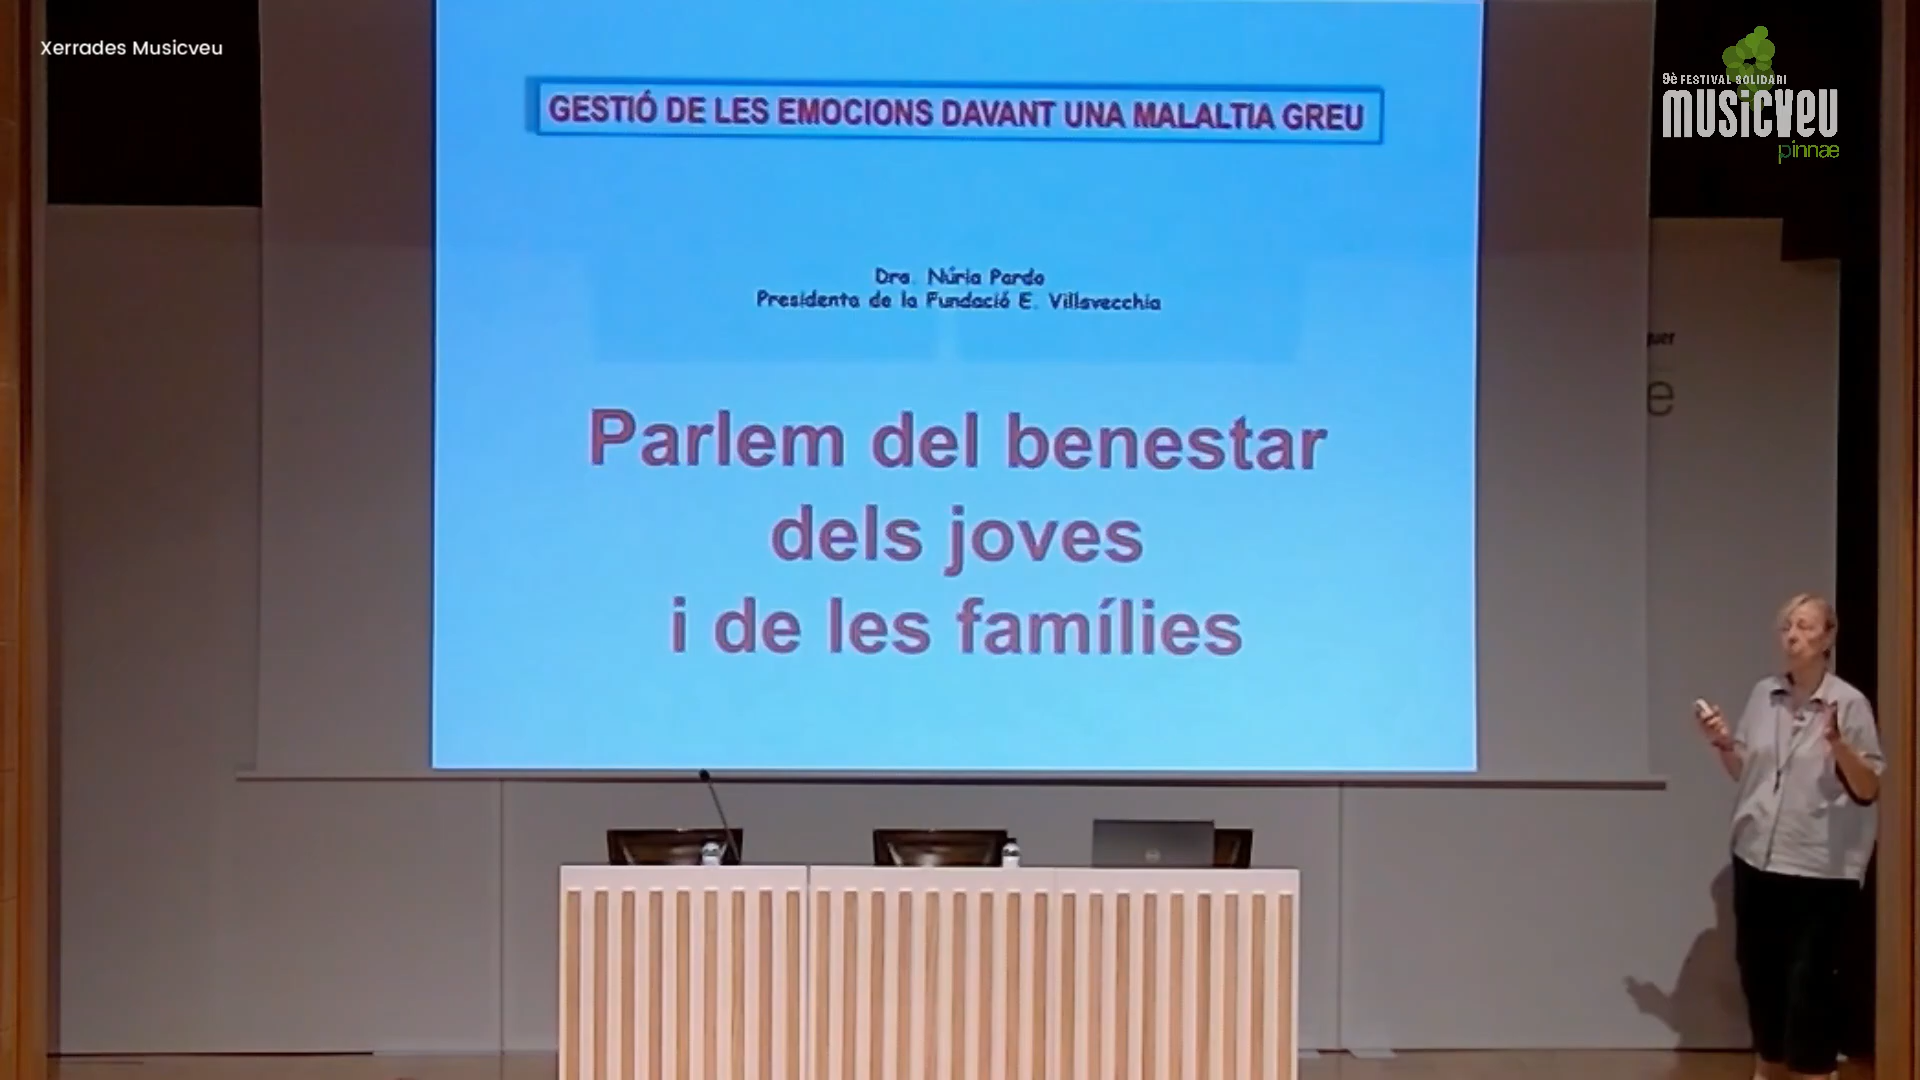 Xerrades Musicveu
9è FESTIVAL SOLIDARI
musicveu
pinnae
GESTIÓ DE LES EMOCIONS DAVANT UNA MALALTIA GREU
Dra. Núria Pardo
Presidenta de la Fundació E. Villavecchia
Parlem del benestar
dels joves
i de les famílies